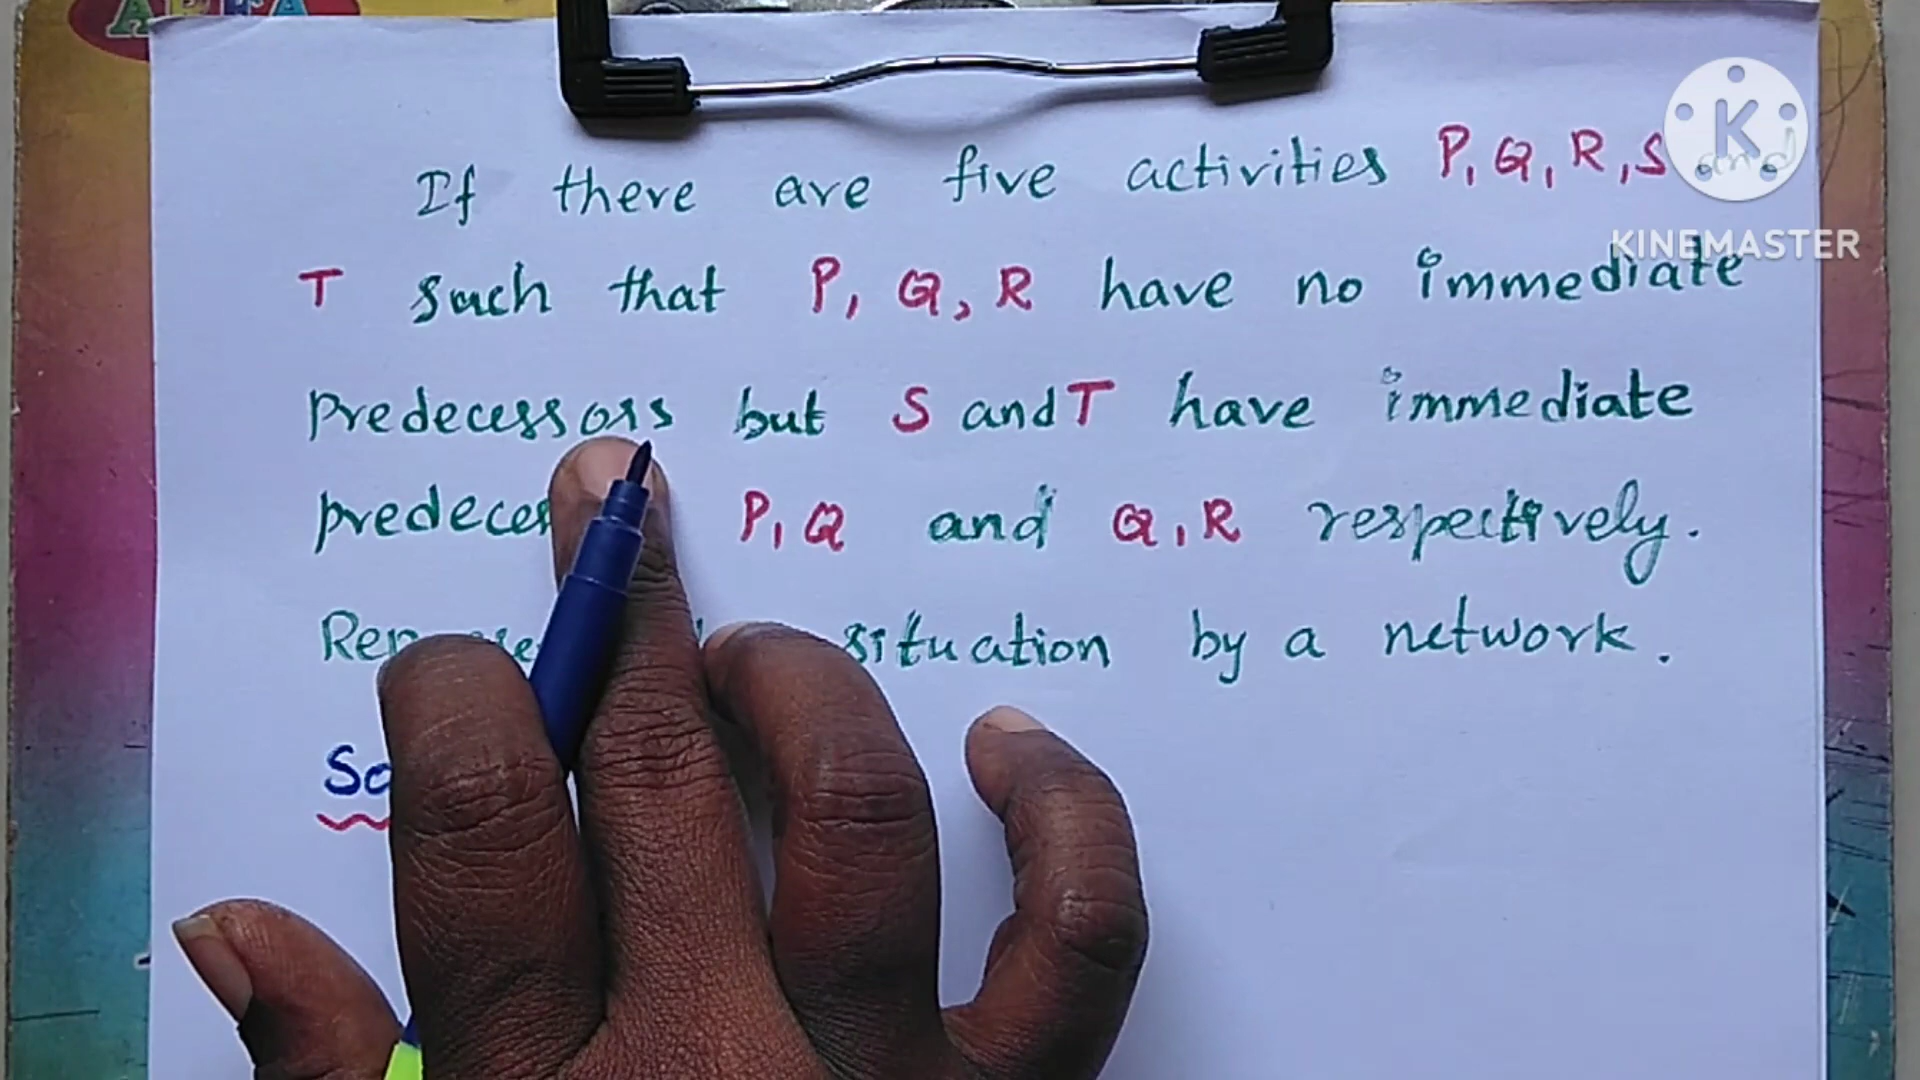 If there are five activities P, Q, R, S and
KINEMASTER
T such that P, Q, R have no immediate
predecessors but S and T have immediate
P, Q and Q, R respectively.
situation by a network.